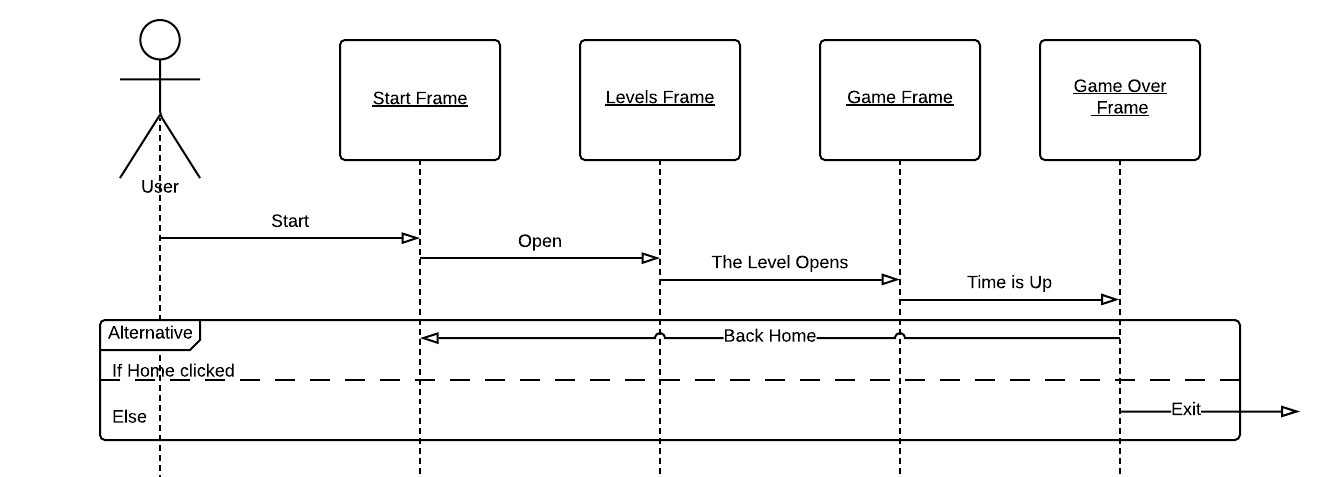 Start Frame
Levels Frame
Game Frame
Game Over
Frame
User
Start
Open
The Level Opens
Time is Up
Alternative
Back Home
If Home clicked
Else
Exit